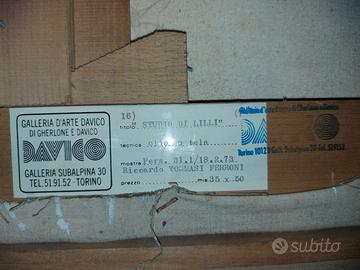 GALLERIA D'ARTE DAVICO
DI GHERLONE E DAVICO
DAVICO
GALLERIA SUBALPINA 30
TEL.51.91.52 - TORINO
16)
titolo "STUDIO DI LILLI"
tecnica olio su tela
mostra Pers. 31.1/18.2.73
Riccardo TOMMASI FERRONI
prezzo mis 35 x 50
Torino
subito